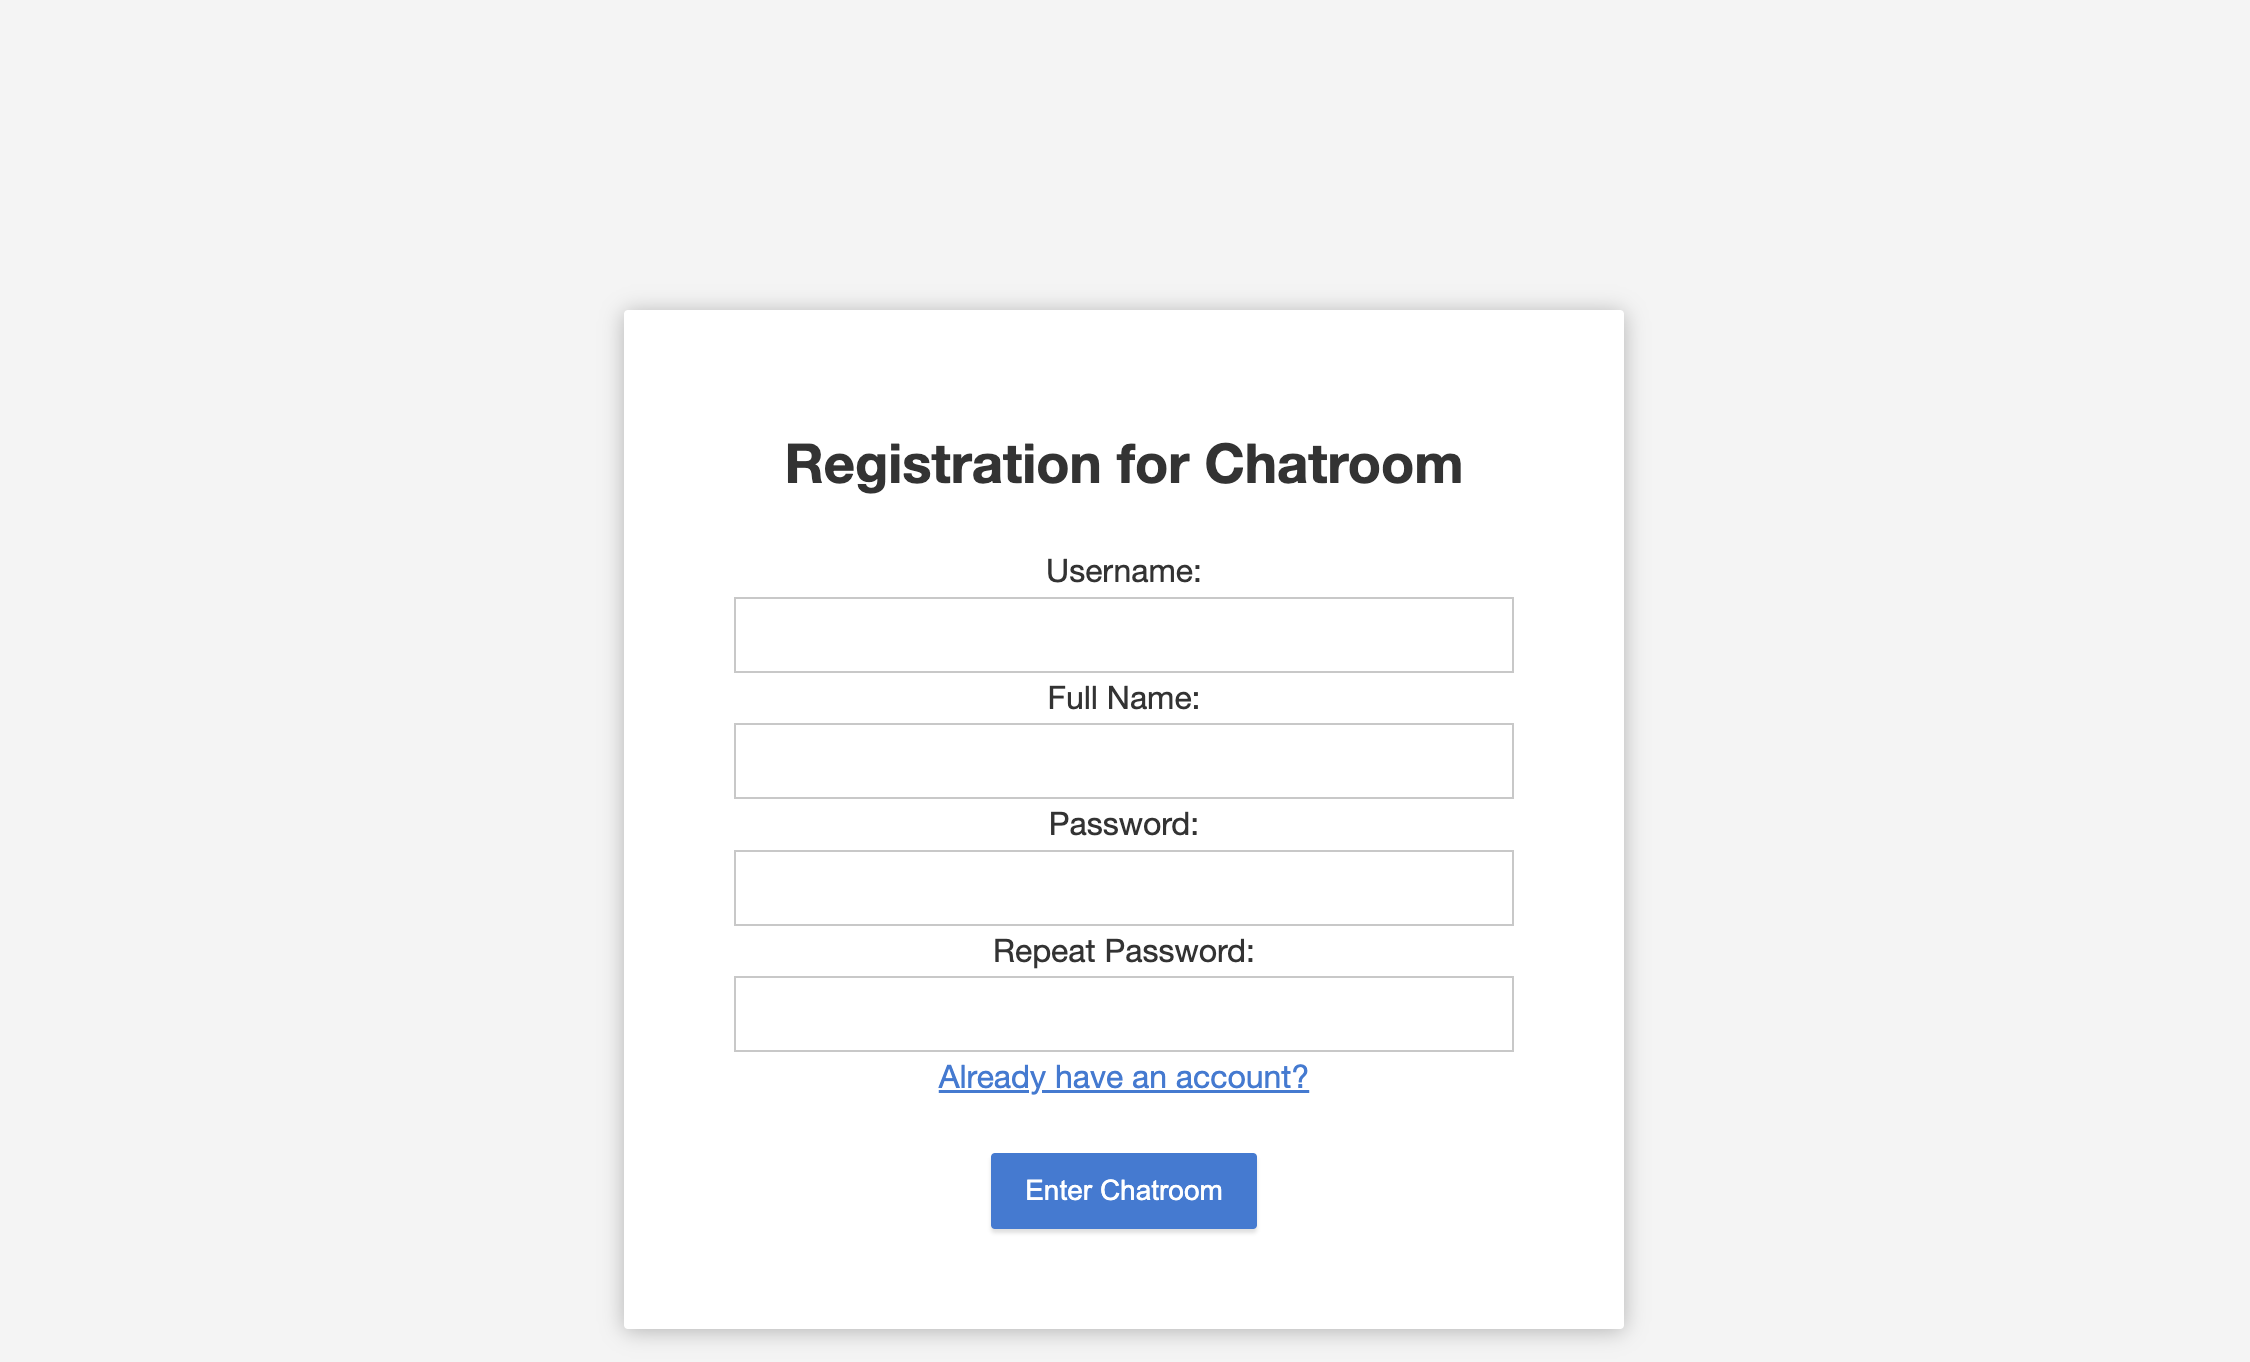 Registration for Chatroom
Username:
Full Name:
Password:
Repeat Password:
Already have an account?
Enter Chatroom